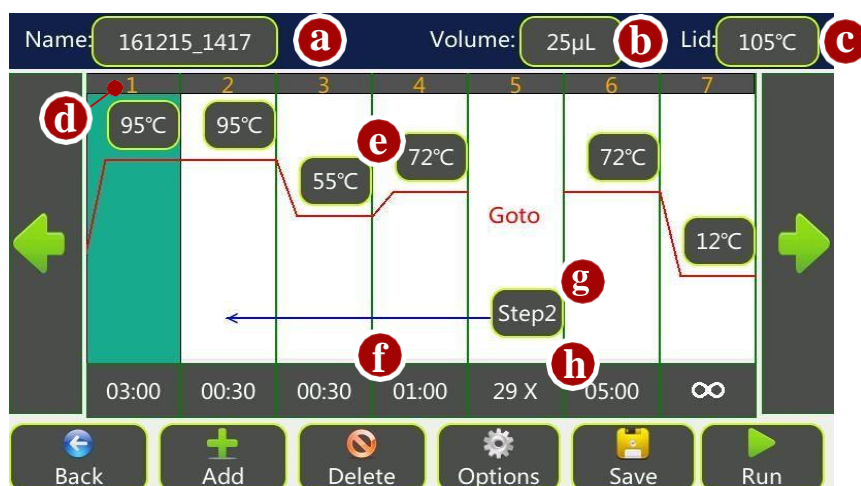 Name: 161215_1417 a Volume: 25µL b Lid: 105°C c
d 1 2 3 4 5 6 7
95°C 95°C 55°C e 72°C 72°C
Goto
12°C
Step2 g
f h
03:00 00:30 00:30 01:00 29 X 05:00 ∞
Back Add Delete Options Save Run